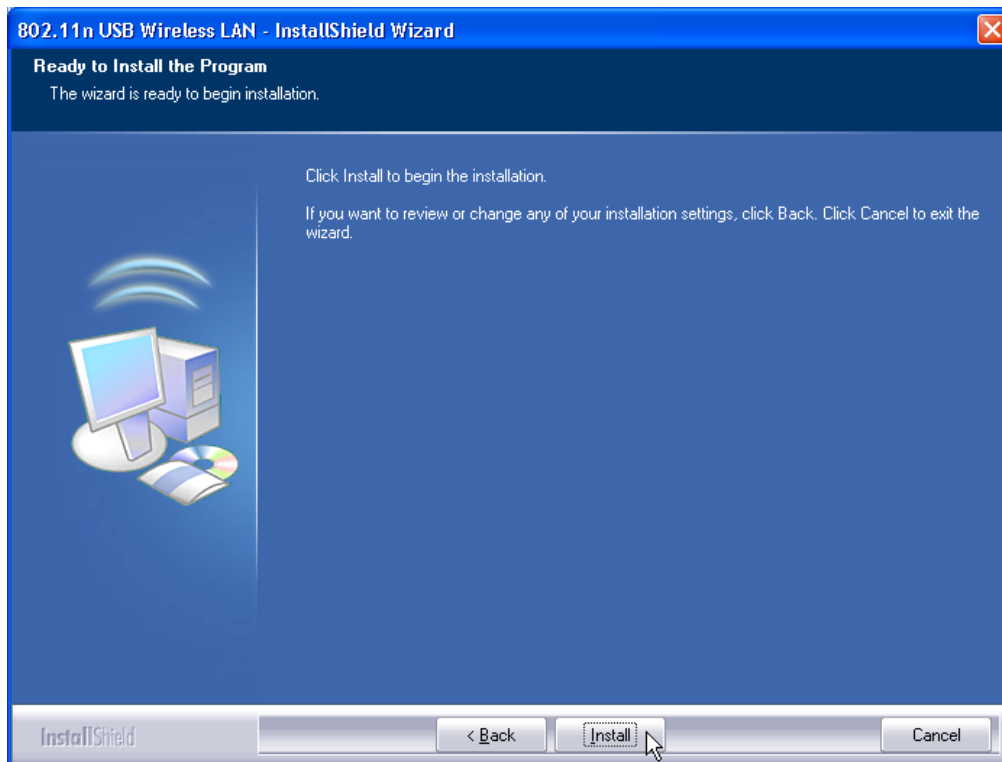 802.11n USB Wireless LAN - InstallShield Wizard
Ready to Install the Program
The wizard is ready to begin installation.
Click Install to begin the installation.
If you want to review or change any of your installation settings, click Back. Click Cancel to exit the
wizard.
InstallShield
< Back
Install
Cancel